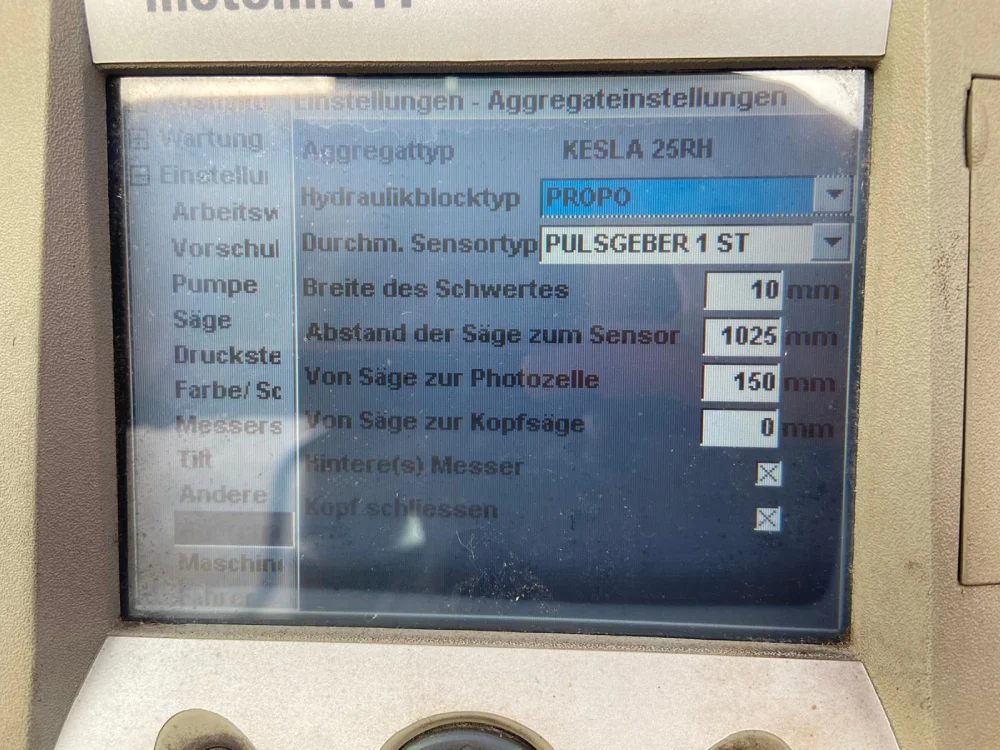 Einstellungen - Aggregateinstellungen
Wartung
Aggregattyp KESLA 25RH
Einstellu
Hydraulikblocktyp PROPO
Arbeitsw
Durchm. Sensortyp PULSGEBER 1 ST
Vorschul
Breite des Schwertes 10 mm
Pumpe
Säge
Abstand der Säge zum Sensor 1025 mm
Druckste
Von Säge zur Photozelle 150 mm
Farbe/ Sc
Von Säge zur Kopfsäge 0 mm
Messers
Tilt
Hintere(s) Messer
Andere
Kopf schliessen
Maschin
Fahrer